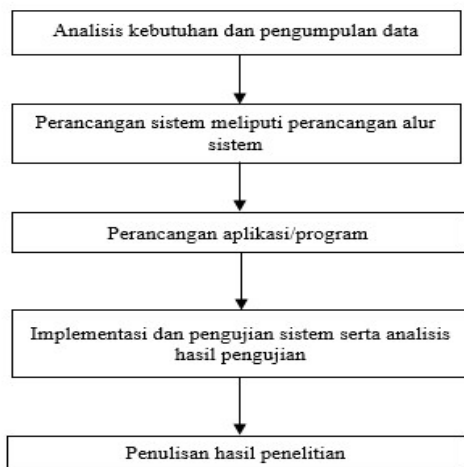 Analisis kebutuhan dan pengumpulan data
Perancangan sistem meliputi perancangan alur
sistem
Perancangan aplikasi/program
Implementasi dan pengujian sistem serta analisis
hasil pengujian
Penulisan hasil penelitian